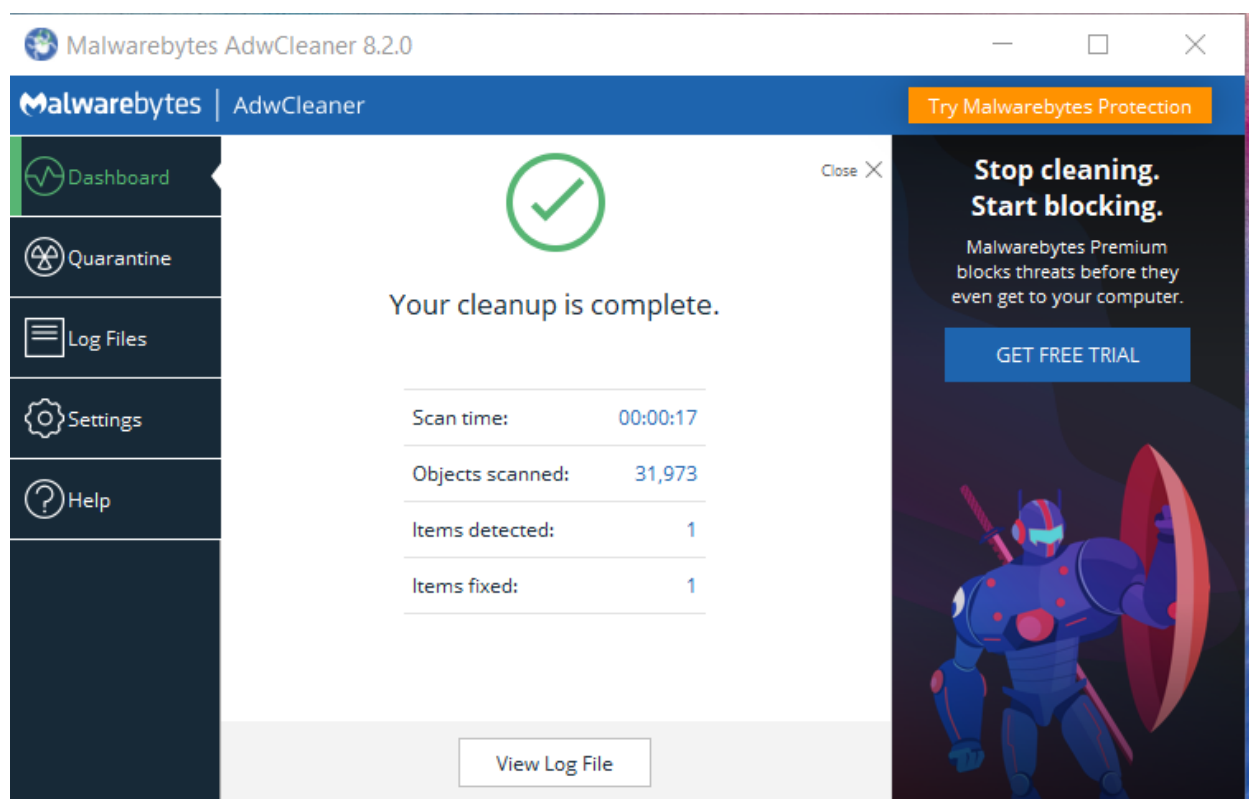 Malwarebytes AdwCleaner 8.2.0
Malwarebytes | AdwCleaner
Try Malwarebytes Protection
Dashboard
Quarantine
Log Files
Settings
Help
Close
Your cleanup is complete.
Scan time: 00:00:17
Objects scanned: 31,973
Items detected: 1
Items fixed: 1
View Log File
Stop cleaning.
Start blocking.
Malwarebytes Premium
blocks threats before they
even get to your computer.
GET FREE TRIAL